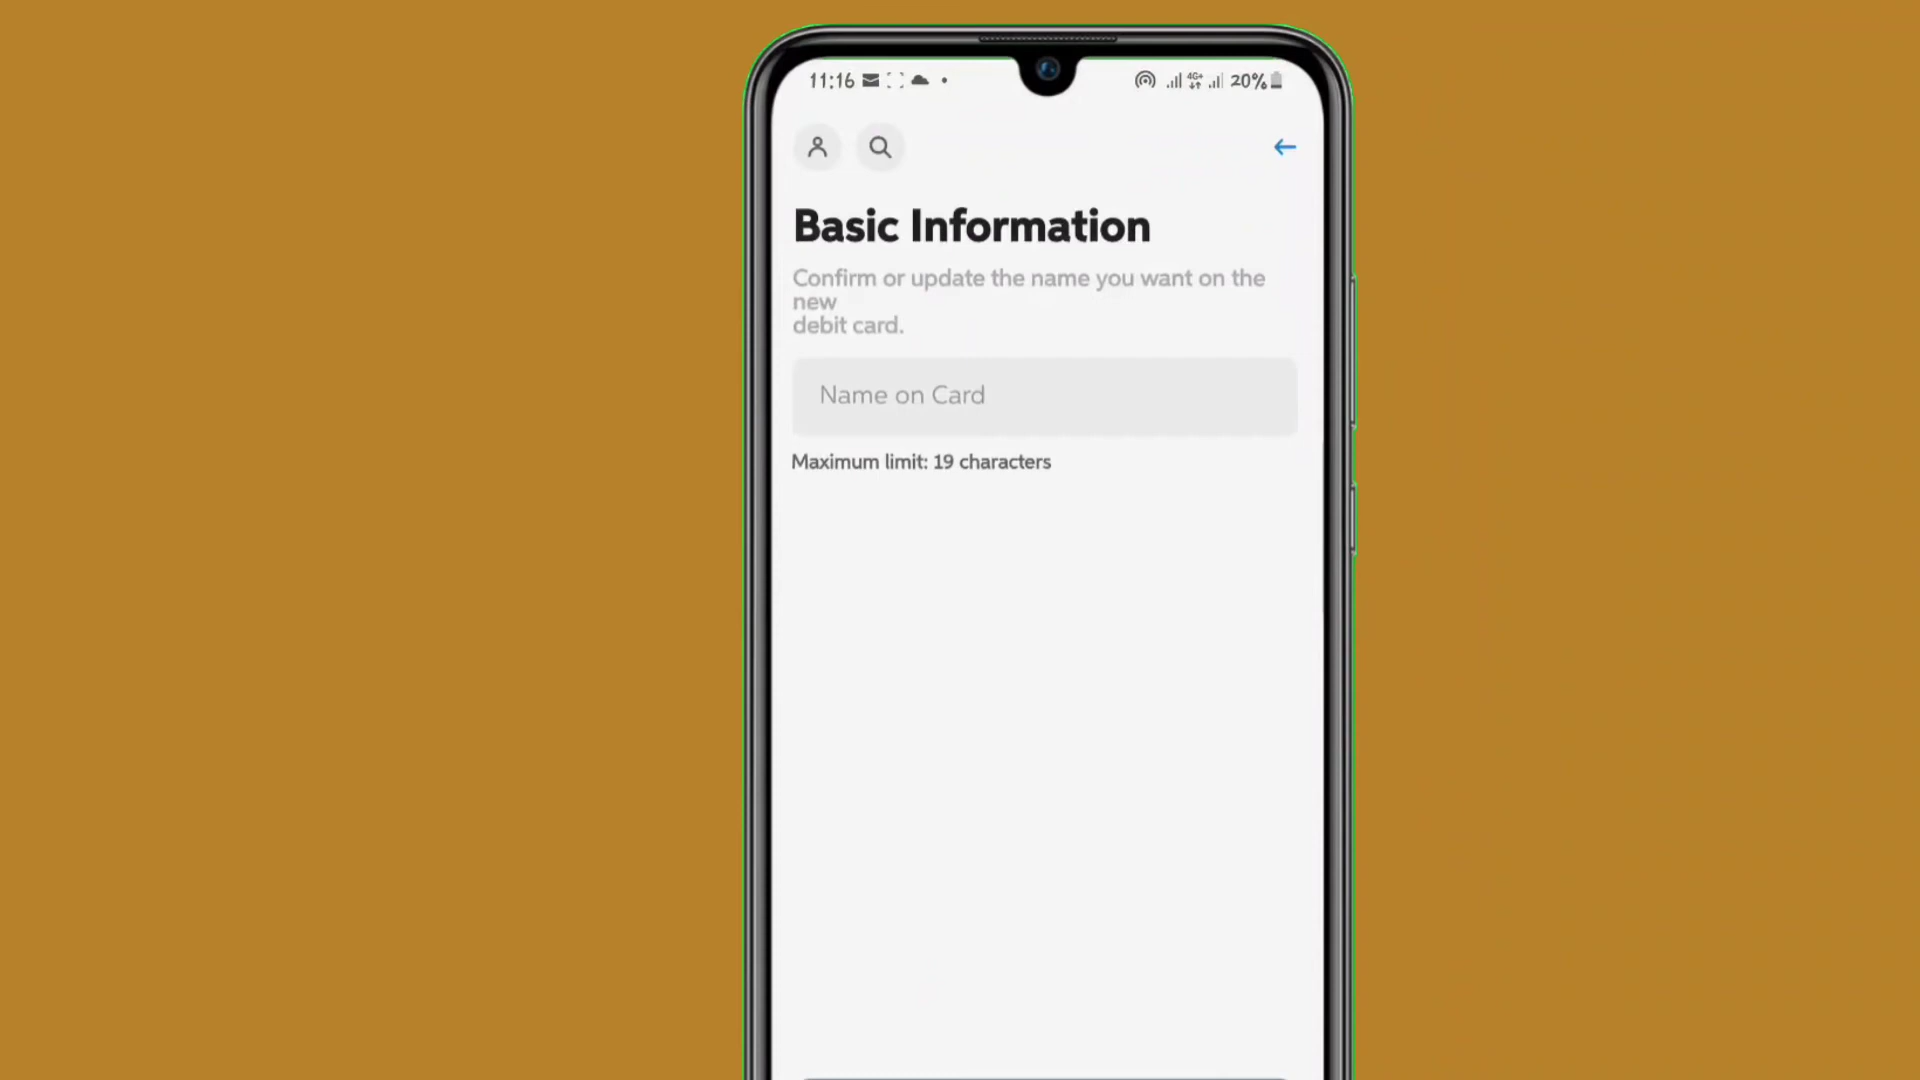 11:16
4G+
20%
Basic Information
Confirm or update the name you want on the
new
debit card.
Name on Card
Maximum limit: 19 characters